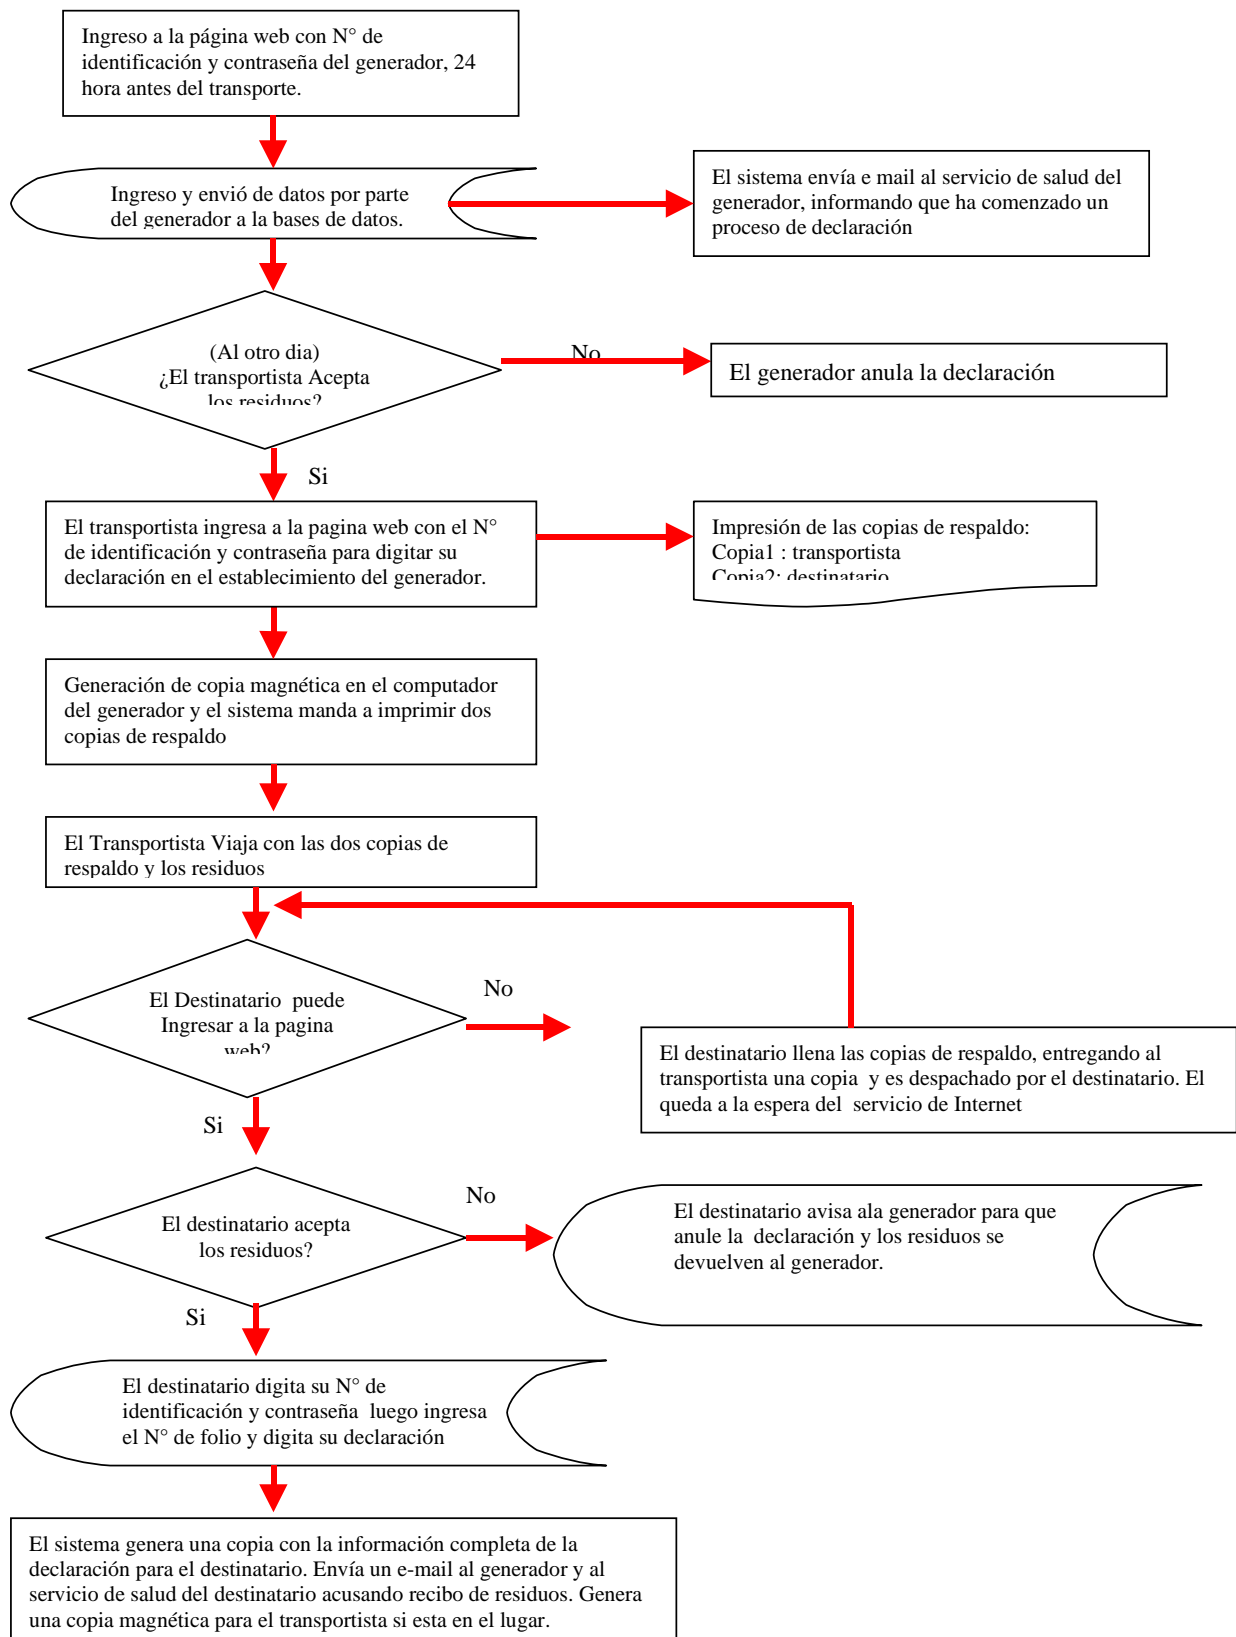 Ingreso a la página web con N° de
identificación y contraseña del generador, 24
hora antes del transporte.
Ingreso y envió de datos por parte
del generador a la bases de datos.
El sistema envía e mail al servicio de salud del
generador, informando que ha comenzado un
proceso de declaración
(Al otro dia)
¿El transportista Acepta
los residuos?
No
El generador anula la declaración
Si
El transportista ingresa a la pagina web con el N°
de identificación y contraseña para digitar su
declaración en el establecimiento del generador.
Impresión de las copias de respaldo:
Copia1 : transportista
Copia2: destinatario
Generación de copia magnética en el computador
del generador y el sistema manda a imprimir dos
copias de respaldo
El Transportista Viaja con las dos copias de
respaldo y los residuos
El Destinatario  puede
Ingresar a la pagina
web?
No
El destinatario llena las copias de respaldo, entregando al
transportista una copia  y es despachado por el destinatario. El
queda a la espera del  servicio de Internet
Si
El destinatario acepta
los residuos?
No
El destinatario avisa ala generador para que
anule la  declaración y los residuos se
devuelven al generador.
Si
El destinatario digita su N° de
identificación y contraseña  luego ingresa
el N° de folio y digita su declaración
El sistema genera una copia con la información completa de la
declaración para el destinatario. Envía un e-mail al generador y al
servicio de salud del destinatario acusando recibo de residuos. Genera
una copia magnética para el transportista si esta en el lugar.